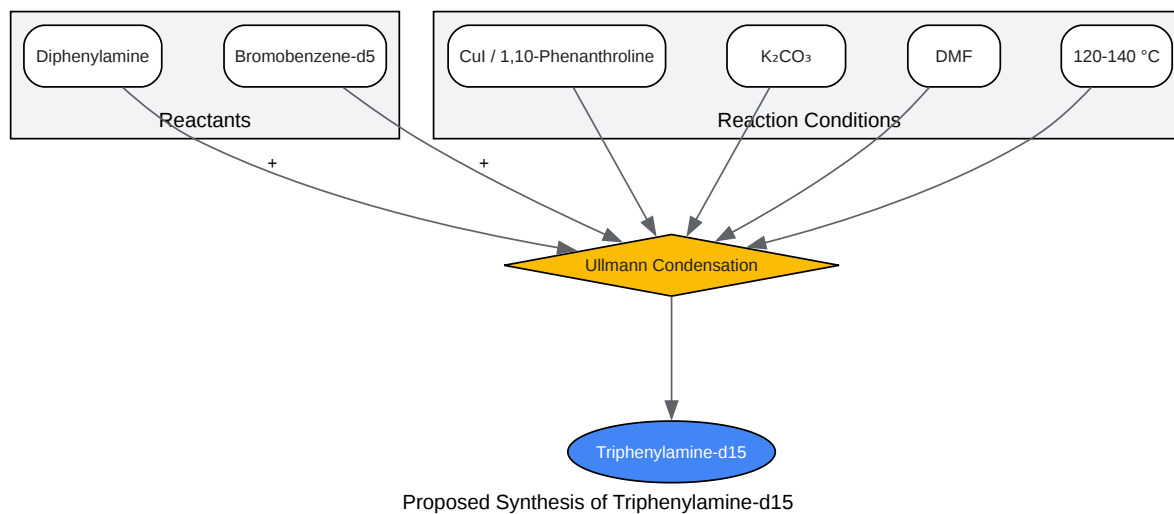 Diphenylamine
Bromobenzene-d5
CuI / 1,10-Phenanthroline
K₂CO₃
DMF
120-140 °C
Reactants
Reaction Conditions
+
+
Ullmann Condensation
Triphenylamine-d15
Proposed Synthesis of Triphenylamine-d15